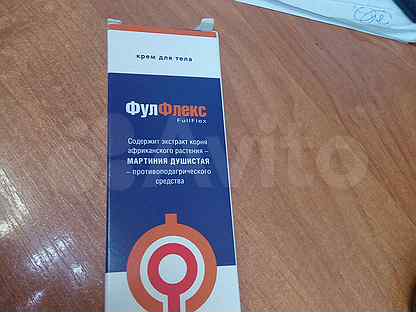 крем для тела
ФулФлекс
FullFlex
Содержит экстракт корня
африканского растения –
МАРТИНИЯ ДУШИСТАЯ
– противоподагрического
средства